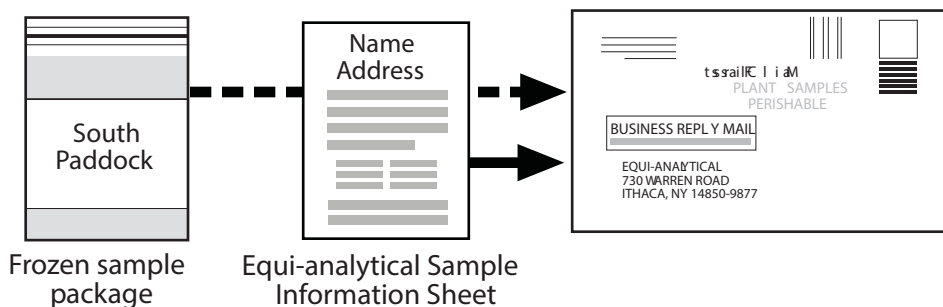 South
Paddock
Frozen sample
package
Name
Address
Equi-analytical Sample
Information Sheet
PLANT SAMPLES
PERISHABLE
BUSINESS REPLY MAIL
EQUI-ANALYTICAL
730 WARREN ROAD
ITHACA, NY 14850-9877